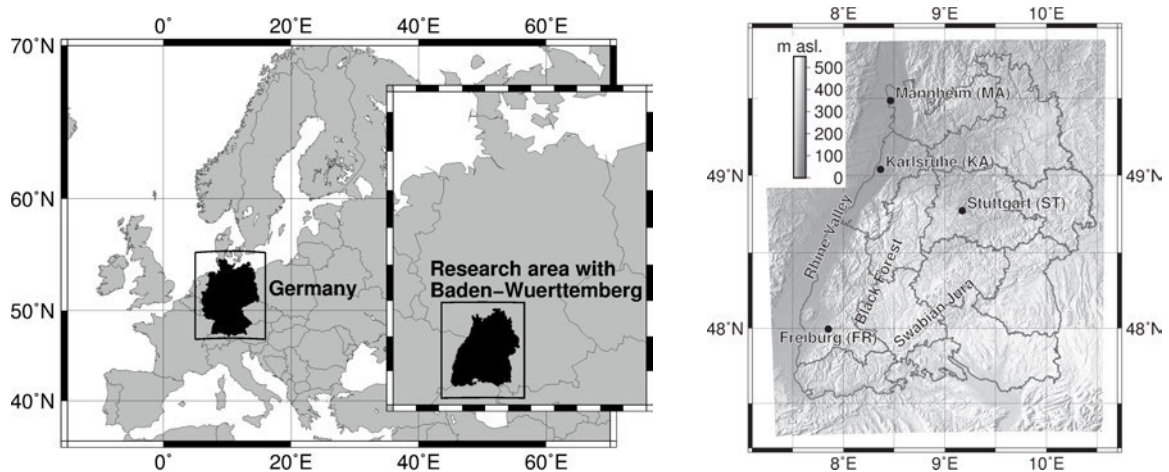 0° 20°E 40°E 60°E
70°N
60°N
50°N
40°N
Germany
Research area with
Baden-Wuerttemberg
0° 20°E 40°E 60°E
8°E 9°E 10°E
m asl.
500
400
300
200
100
0
Mannheim (MA)
Karlsruhe (KA)
49°N 49°N
Stuttgart (ST)
Rhine Valley
Black Forest
Swabian Jura
48°N 48°N
Freiburg (FR)
8°E 9°E 10°E